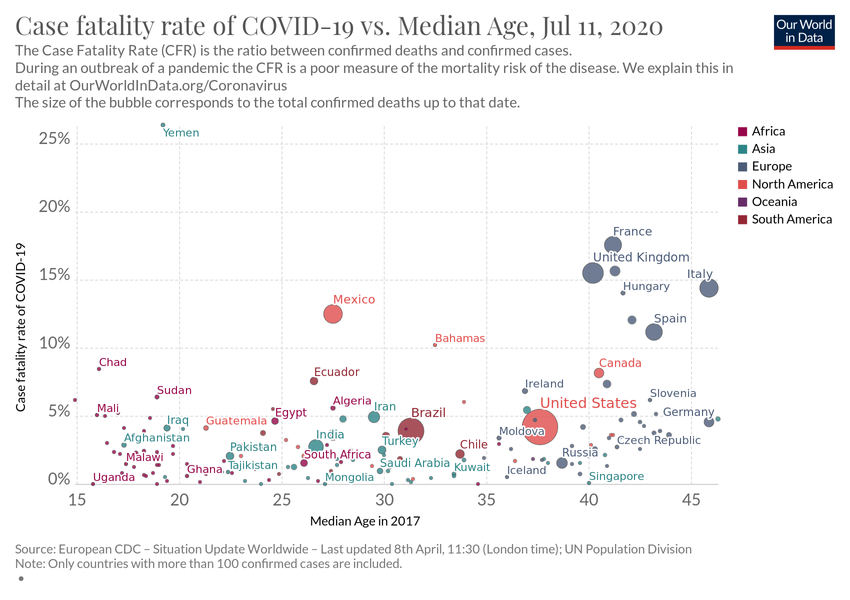 Case fatality rate of COVID-19 vs. Median Age, Jul 11, 2020
Our World
in Data
The Case Fatality Rate (CFR) is the ratio between confirmed deaths and confirmed cases.
During an outbreak of a pandemic the CFR is a poor measure of the mortality risk of the disease. We explain this in
detail at OurWorldInData.org/Coronavirus
The size of the bubble corresponds to the total confirmed deaths up to that date.
Case fatality rate of COVID-19
25%
20%
15%
10%
5%
0%
Yemen
France
United Kingdom
Italy
Hungary
Mexico
Spain
Bahamas
Chad
Canada
Ecuador
Ireland
Sudan
Slovenia
Mali
Algeria
Iran
United States
Iraq
Guatemala
Egypt
Brazil
Germany
Afghanistan
India
Turkey
Moldova
Czech Republic
Pakistan
Chile
Malawi
South Africa
Russia
Ghana
Tajikistan
Saudi Arabia
Kuwait
Iceland
Uganda
Mongolia
Singapore
15
20
25
30
35
40
45
Median Age in 2017
Africa
Asia
Europe
North America
Oceania
South America
Source: European CDC – Situation Update Worldwide – Last updated 8th April, 11:30 (London time); UN Population Division
Note: Only countries with more than 100 confirmed cases are included.